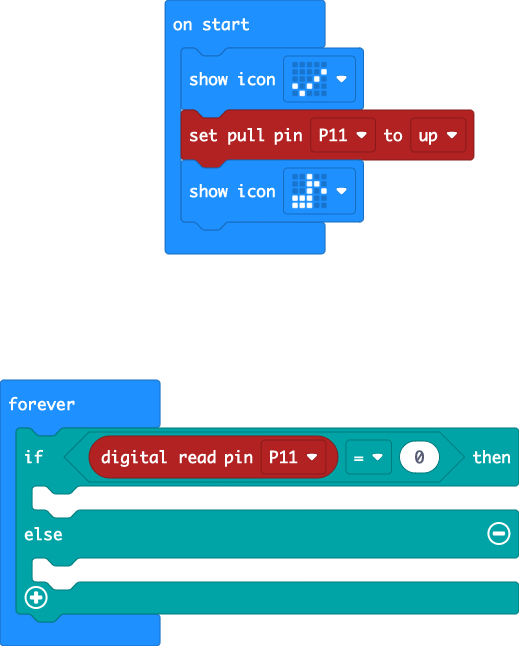 on start
show icon
set pull pin P11 to up
show icon
forever
if digital read pin P11 = 0 then
else